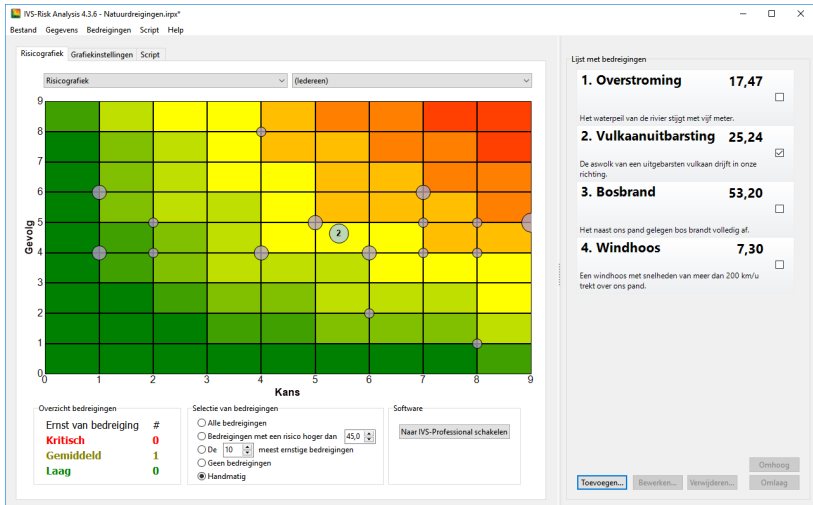 IVS-Risk Analysis 4.3.6 - Natuurdreigingen.irpx*
Bestand Gegevens Bedreigingen Script Help
Risicografiek Grafiekinstellingen Script
Risicografiek (Iedereen)
9
8
7
6
5
4
3
2
1
0
Gevolg
2
0 1 2 3 4 5 6 7 8 9
Kans
Overzicht bedreigingen
Ernst van bedreiging #
Kritisch 0
Gemiddeld 1
Laag 0
Selectie van bedreigingen
Alle bedreigingen
Bedreigingen met een risico hoger dan 45,0
De 10 meest ernstige bedreigingen
Geen bedreigingen
Handmatig
Software
Naar IVS-Professional schakelen
Lijst met bedreigingen
1. Overstroming 17,47
Het waterpeil van de rivier stijgt met vijf meter.
2. Vulkaanuitbarsting 25,24
De aswolk van een uitgebarsten vulkaan drijft in onze
richting.
3. Bosbrand 53,20
Het naast ons pand gelegen bos brandt volledig af.
4. Windhoos 7,30
Een windhoos met snelheden van meer dan 200 km/u
trekt over ons pand.
Omhoog
Toevoegen... Bewerken... Verwijderen... Omlaag